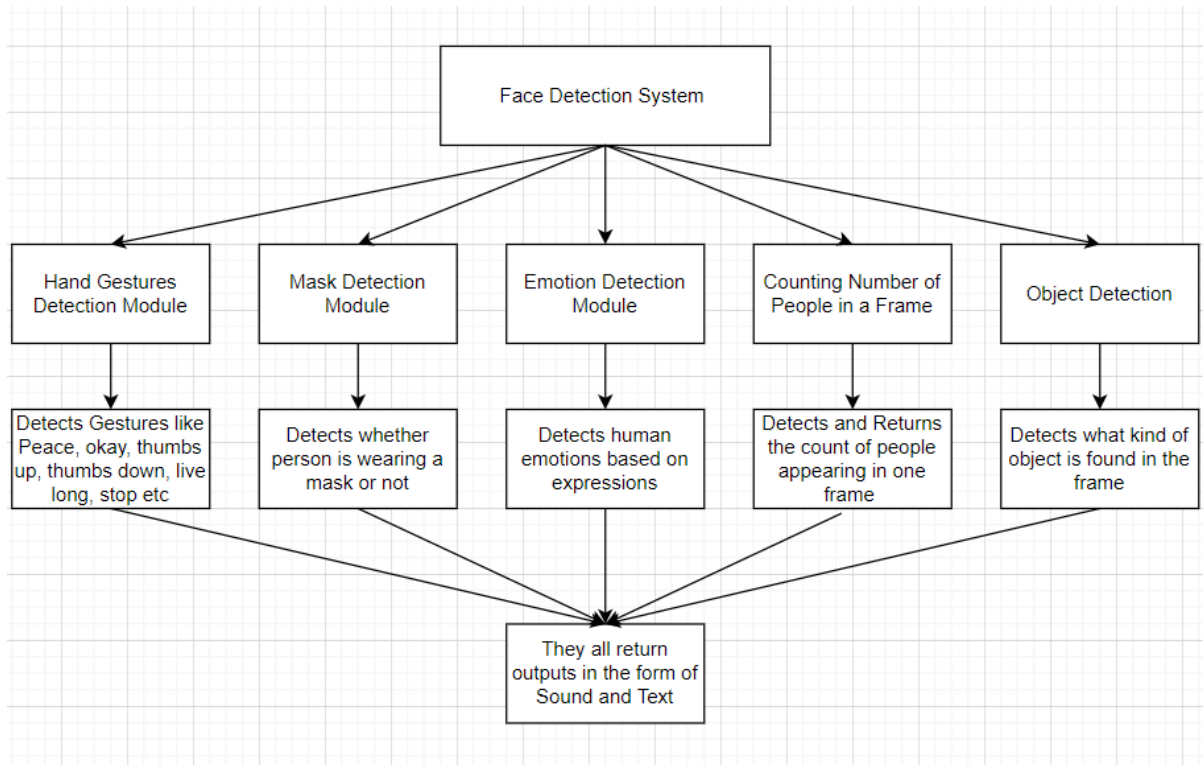 Face Detection System
Hand Gestures
Detection Module
Mask Detection
Module
Emotion Detection
Module
Counting Number of
People in a Frame
Object Detection
Detects Gestures like
Peace, okay, thumbs
up, thumbs down, live
long, stop etc
Detects whether
person is wearing a
mask or not
Detects human
emotions based on
expressions
Detects and Returns
the count of people
appearing in one
frame
Detects what kind of
object is found in the
frame
They all return
outputs in the form of
Sound and Text